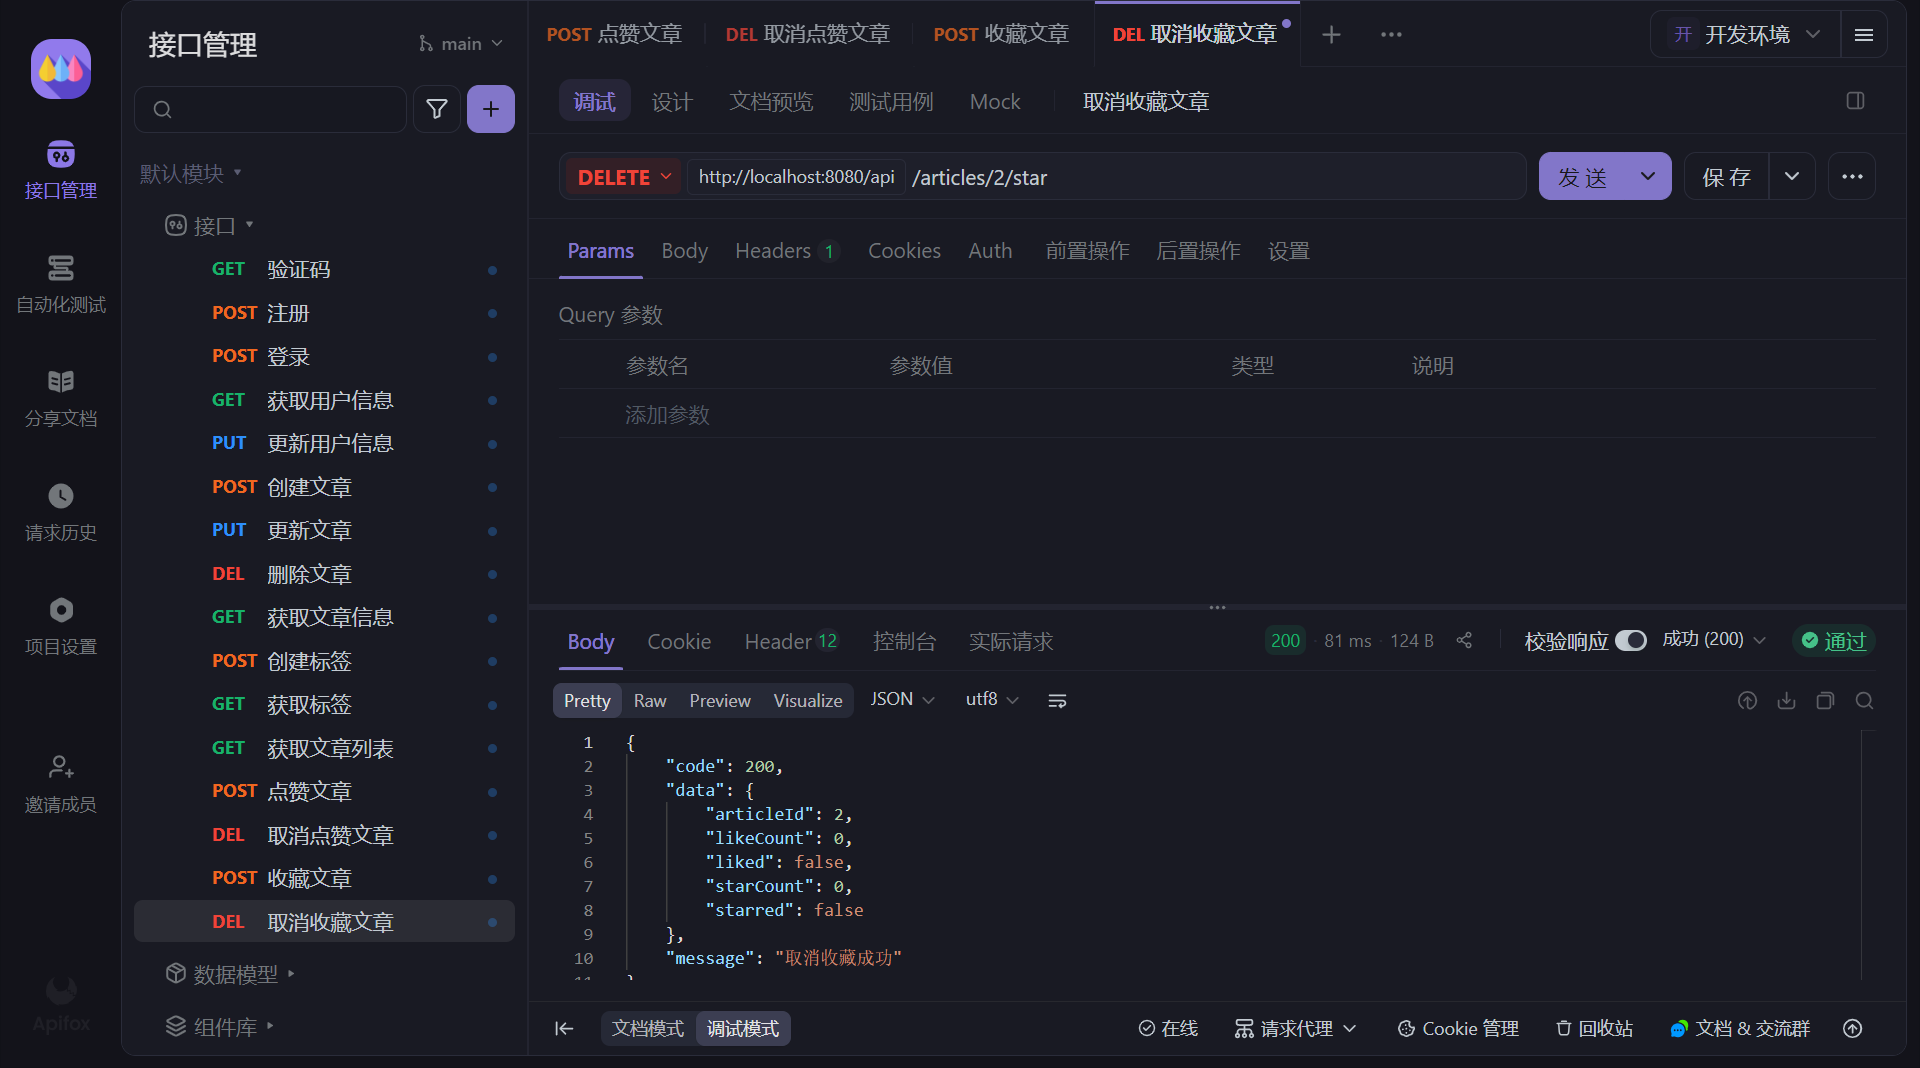 接口管理
自动化测试
分享文档
请求历史
项目设置
邀请成员
Apifox
接口管理
main
默认模块
接口
GET 验证码
POST 注册
POST 登录
GET 获取用户信息
PUT 更新用户信息
POST 创建文章
PUT 更新文章
DEL 删除文章
GET 获取文章信息
POST 创建标签
GET 获取标签
GET 获取文章列表
POST 点赞文章
DEL 取消点赞文章
POST 收藏文章
DEL 取消收藏文章
数据模型
组件库
POST 点赞文章 DEL 取消点赞文章 POST 收藏文章 DEL 取消收藏文章
开 开发环境
调试 设计 文档预览 测试用例 Mock 取消收藏文章
DELETE http://localhost:8080/api /articles/2/star
发 送 保 存
Params Body Headers 1 Cookies Auth 前置操作 后置操作 设置
Query 参数
参数名 参数值 类型 说明
添加参数
Body Cookie Header 12 控制台 实际请求
200 · 81 ms · 124 B 校验响应 成功 (200) 通过
Pretty Raw Preview Visualize JSON utf8
1 {
2 "code": 200,
3 "data": {
4 "articleId": 2,
5 "likeCount": 0,
6 "liked": false,
7 "starCount": 0,
8 "starred": false
9 },
10 "message": "取消收藏成功"
11 }
文档模式 调试模式
在线 请求代理 Cookie 管理 回收站 文档 & 交流群